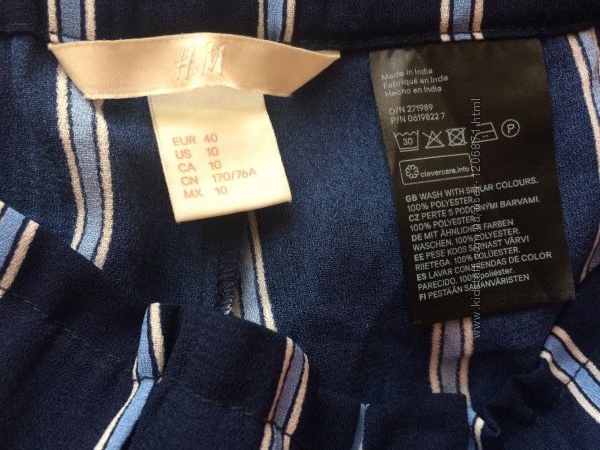 H&M
EUR 40
US 10
CA 10
CN 170/76A
MX 10
Made in India
Fabriqué en Inde
Hecho en India
O/N 271989
P/N 0619822 7
30
P
clevercare.info
GB WASH WITH SIMILAR COLOURS.
100% POLYESTER
CZ PERTE S PODOBNÝMI BARVAMI.
100% POLYESTER
DE MIT ÄHNLICHEN FARBEN
WASCHEN. 100% POLYESTER
EE PESE KOOS SARNAST VÄRVI
RIIETEGA. 100% POLÜESTER
ES LAVAR CON PRENDAS DE COLOR
PARECIDO. 100% poliéster
FI PESTÄÄN SAMANVÄRISTEN